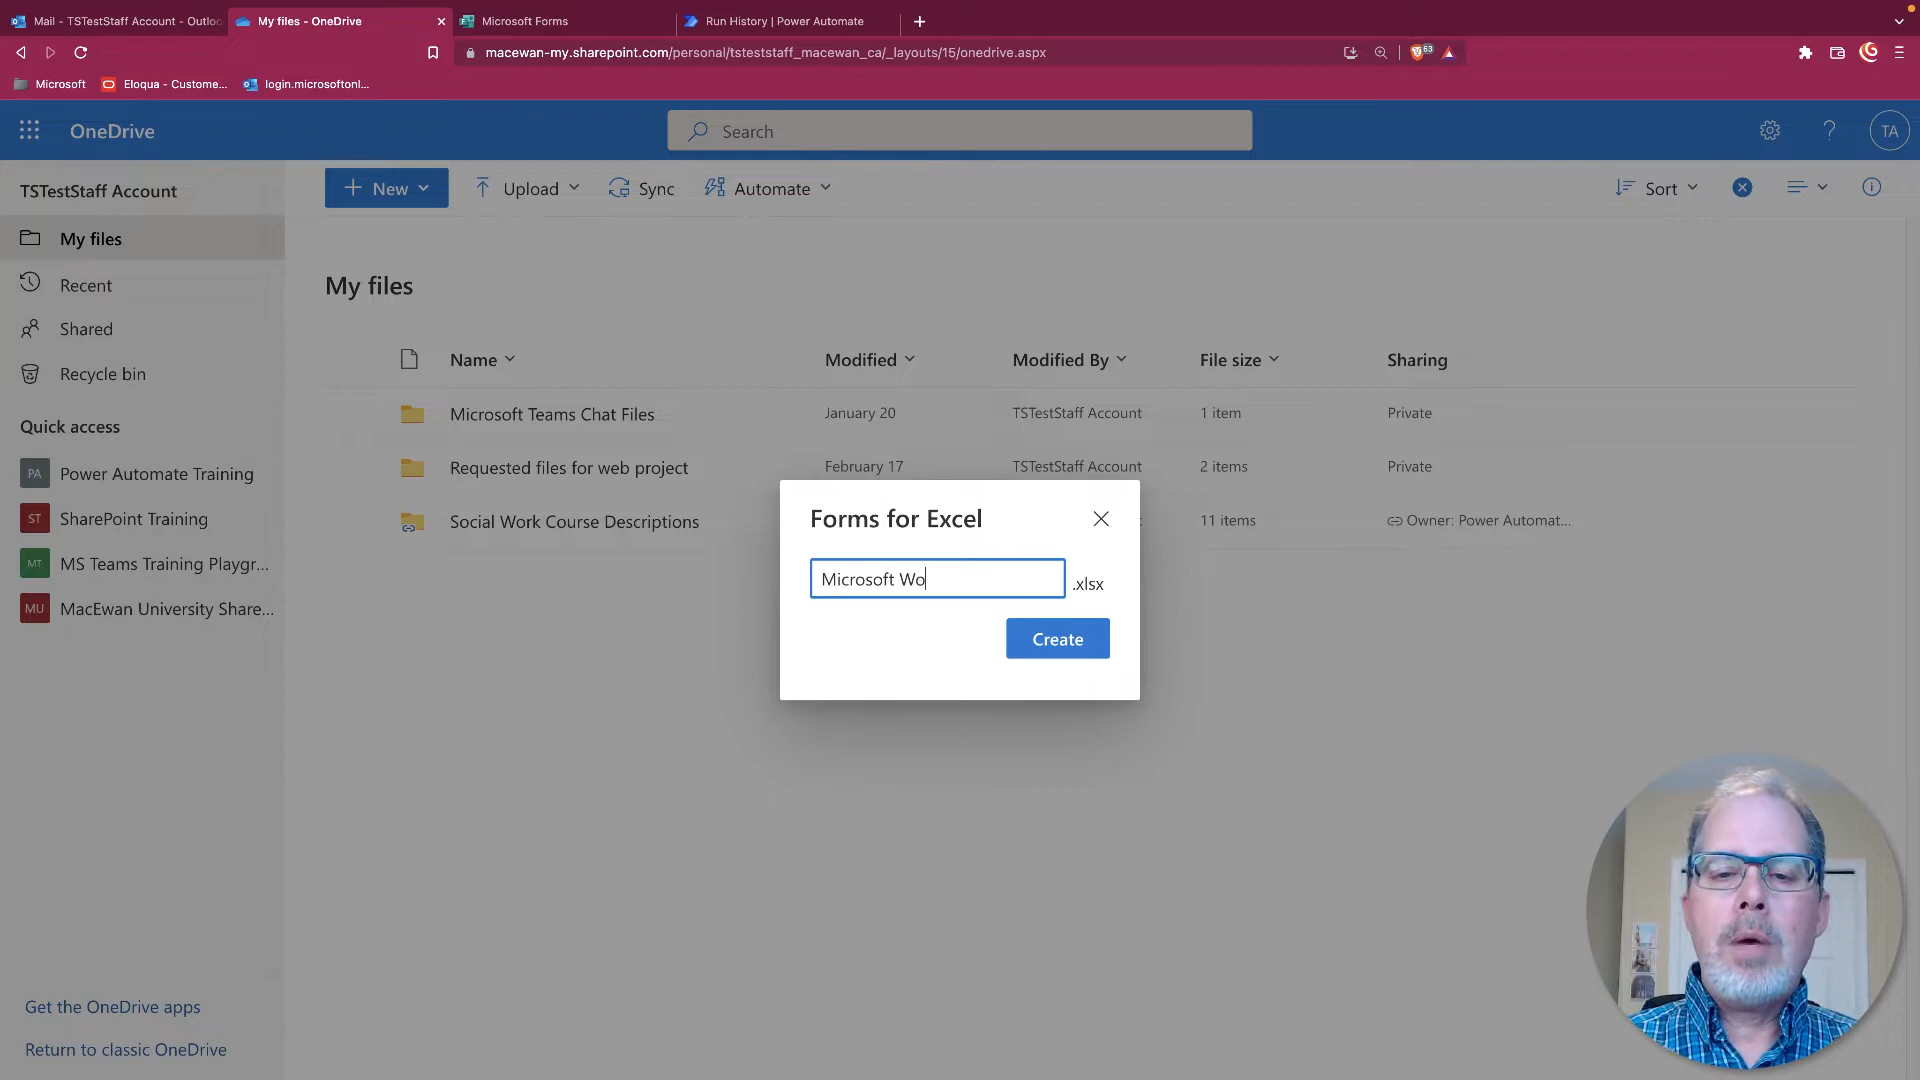 Mail - TSTestStaff Account - Outloo
My files - OneDrive
Microsoft Forms
Run History | Power Automate
macewan-my.sharepoint.com/personal/tsteststaff_macewan_ca/_layouts/15/onedrive.aspx
63
Microsoft
Eloqua - Custome...
login.microsoftonl...
OneDrive
Search
TA
TSTestStaff Account
New
Upload
Sync
Automate
Sort
My files
Recent
Shared
Recycle bin
Quick access
PA Power Automate Training
ST SharePoint Training
MT MS Teams Training Playgr...
MU MacEwan University Share...
Get the OneDrive apps
Return to classic OneDrive
My files
Name Modified Modified By File size Sharing
Microsoft Teams Chat Files January 20 TSTestStaff Account 1 item Private
Requested files for web project February 17 TSTestStaff Account 2 items Private
Social Work Course Descriptions 11 items Owner: Power Automat...
Forms for Excel
Microsoft Wo .xlsx
Create